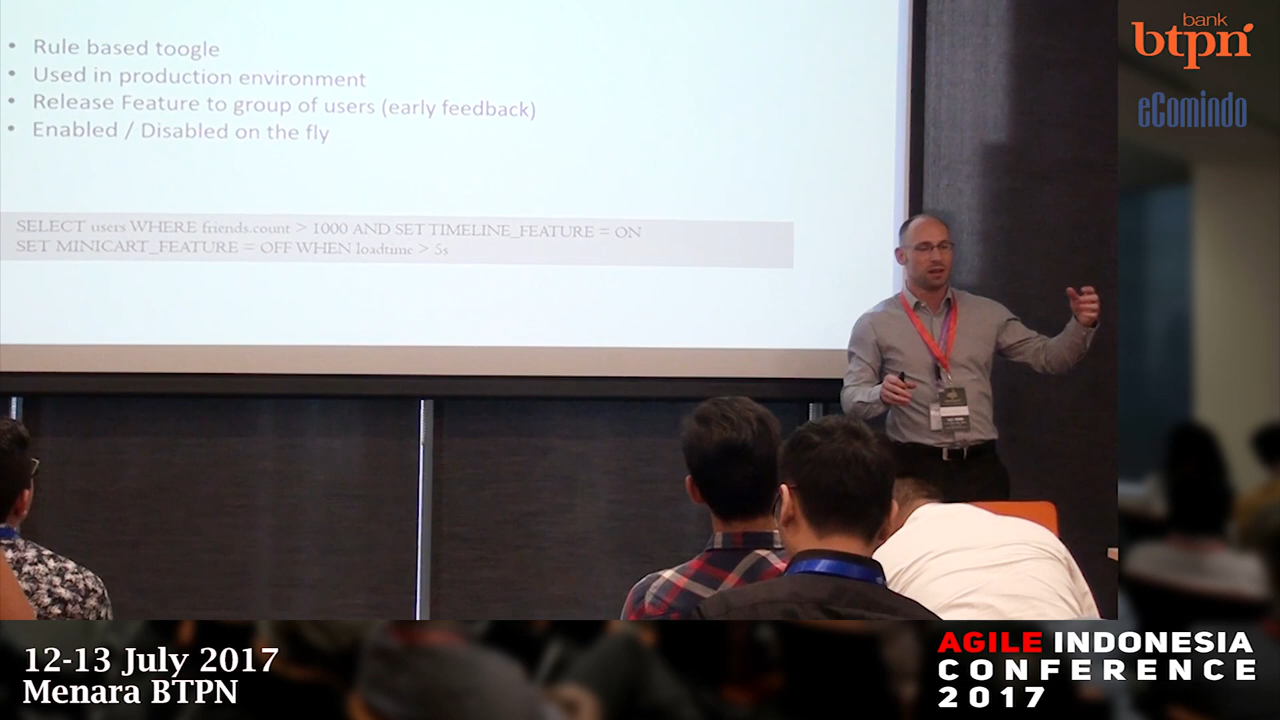 • Rule based toogle
• Used in production environment
• Release Feature to group of users (early feedback)
• Enabled / Disabled on the fly
SELECT users WHERE friends.count > 1000 AND SET TIMELINE_FEATURE = ON
SET MINICART_FEATURE = OFF WHEN loadtime > 5s
bank
btpn
eComindo
12-13 July 2017
Menara BTPN
AGILE INDONESIA
CONFERENCE
2017